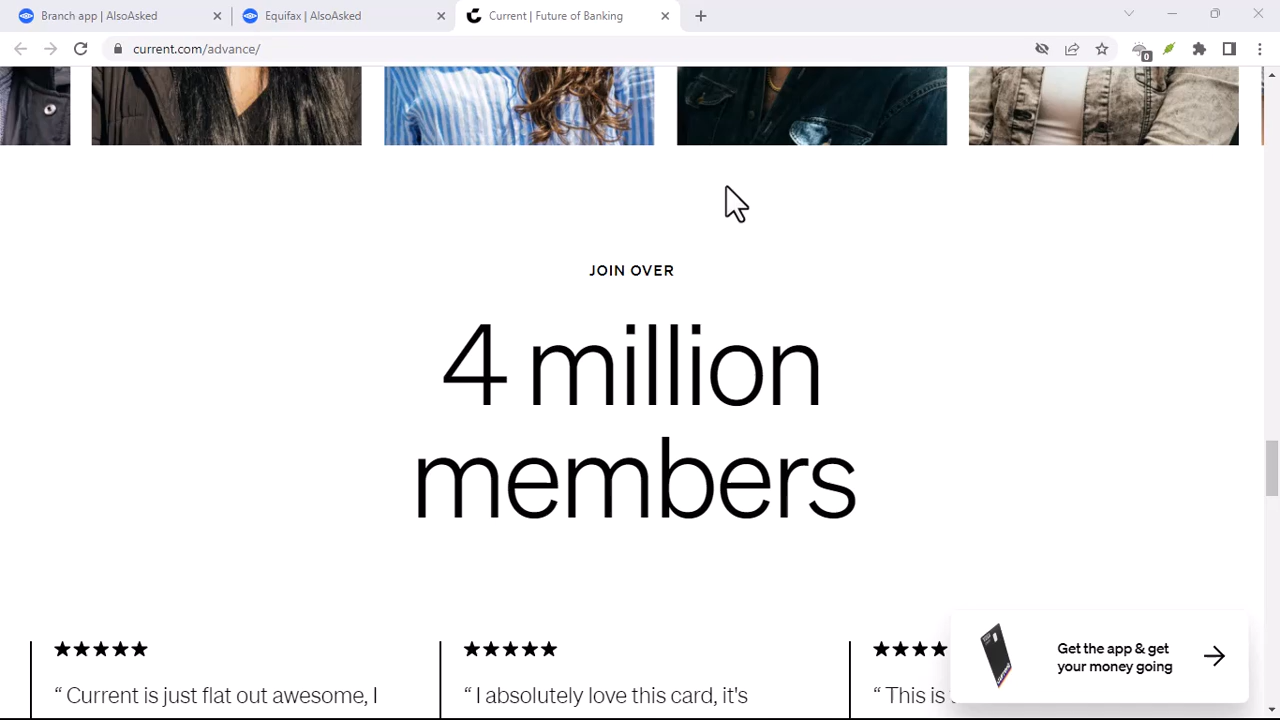 Branch app | AlsoAsked
Equifax | AlsoAsked
Current | Future of Banking
current.com/advance/
0
JOIN OVER
4 million
members
“ Current is just flat out awesome, I
“ I absolutely love this card, it's
“ This is
Get the app & get
your money going